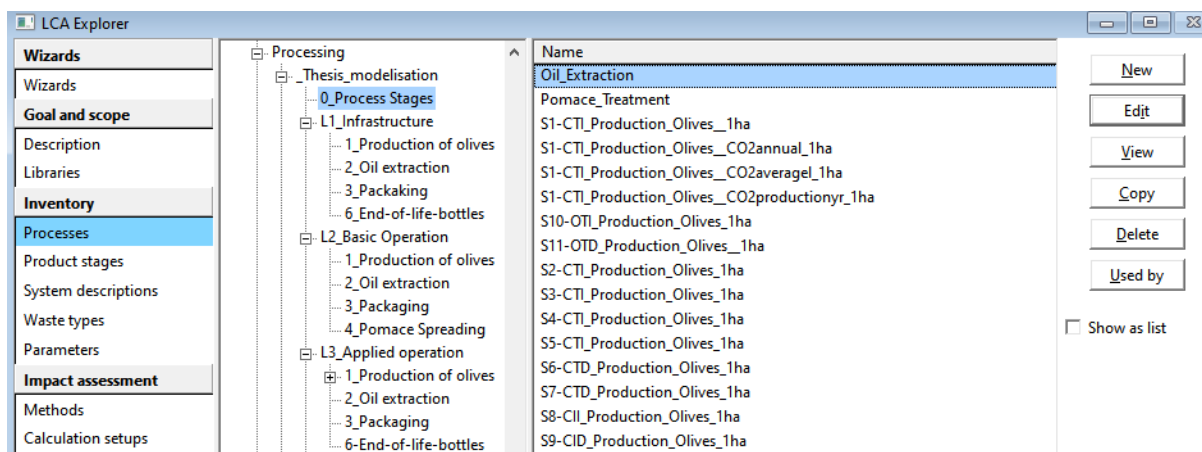 LCA Explorer
Wizards
Wizards
Goal and scope
Description
Libraries
Inventory
Processes
Product stages
System descriptions
Waste types
Parameters
Impact assessment
Methods
Calculation setups
Processing
_Thesis_modelisation
0_Process Stages
L1_Infrastructure
1_Production of olives
2_Oil extraction
3_Packaking
6_End-of-life-bottles
L2_Basic Operation
1_Production of olives
2_Oil extraction
3_Packaging
4_Pomace Spreading
L3_Applied operation
1_Production of olives
2_Oil extraction
3_Packaging
6-End-of-life-bottles
Name
Oil_Extraction
Pomace_Treatment
S1-CTI_Production_Olives__1ha
S1-CTI_Production_Olives__CO2annual_1ha
S1-CTI_Production_Olives__CO2averagel_1ha
S1-CTI_Production_Olives__CO2productionyr_1ha
S10-OTI_Production_Olives_1ha
S11-OTD_Production_Olives__1ha
S2-CTI_Production_Olives_1ha
S3-CTI_Production_Olives_1ha
S4-CTI_Production_Olives_1ha
S5-CTI_Production_Olives_1ha
S6-CTD_Production_Olives_1ha
S7-CTD_Production_Olives_1ha
S8-CII_Production_Olives_1ha
S9-CID_Production_Olives_1ha
New
Edit
View
Copy
Delete
Used by
Show as list